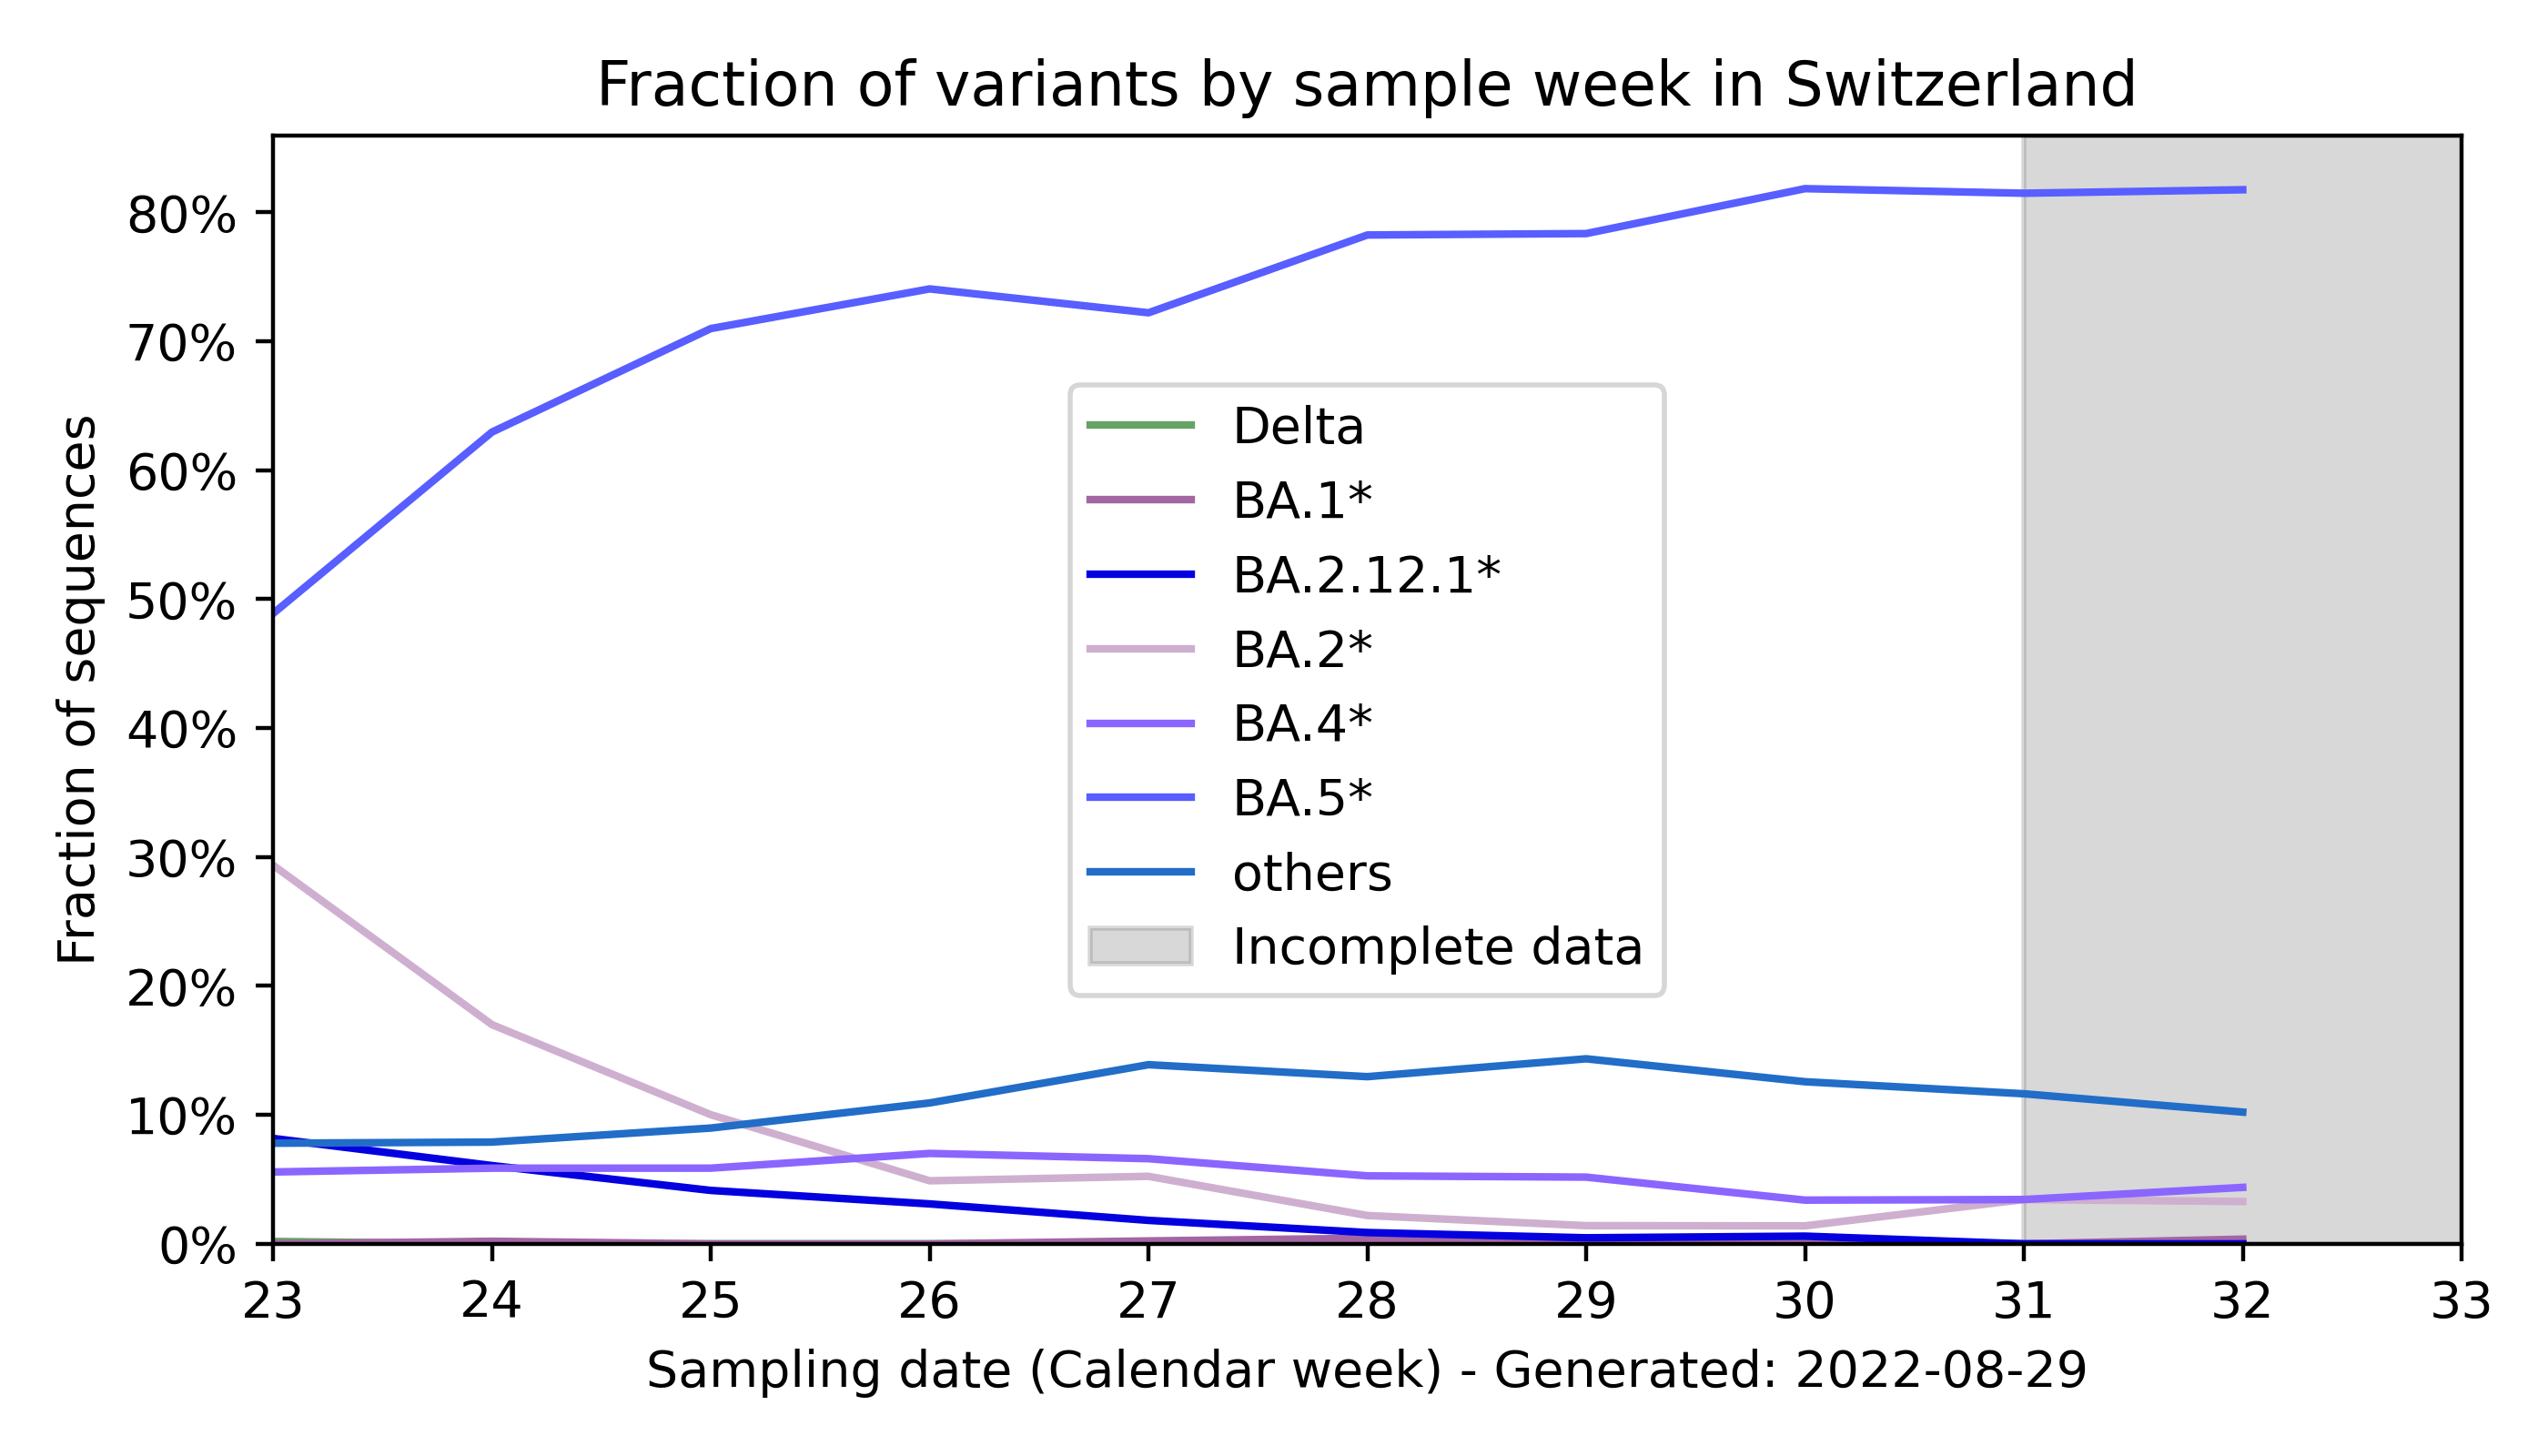 Fraction of variants by sample week in Switzerland
Fraction of sequences
80%
70%
60%
50%
40%
30%
20%
10%
0%
Delta
BA.1*
BA.2.12.1*
BA.2*
BA.4*
BA.5*
others
Incomplete data
23 24 25 26 27 28 29 30 31 32 33
Sampling date (Calendar week) - Generated: 2022-08-29